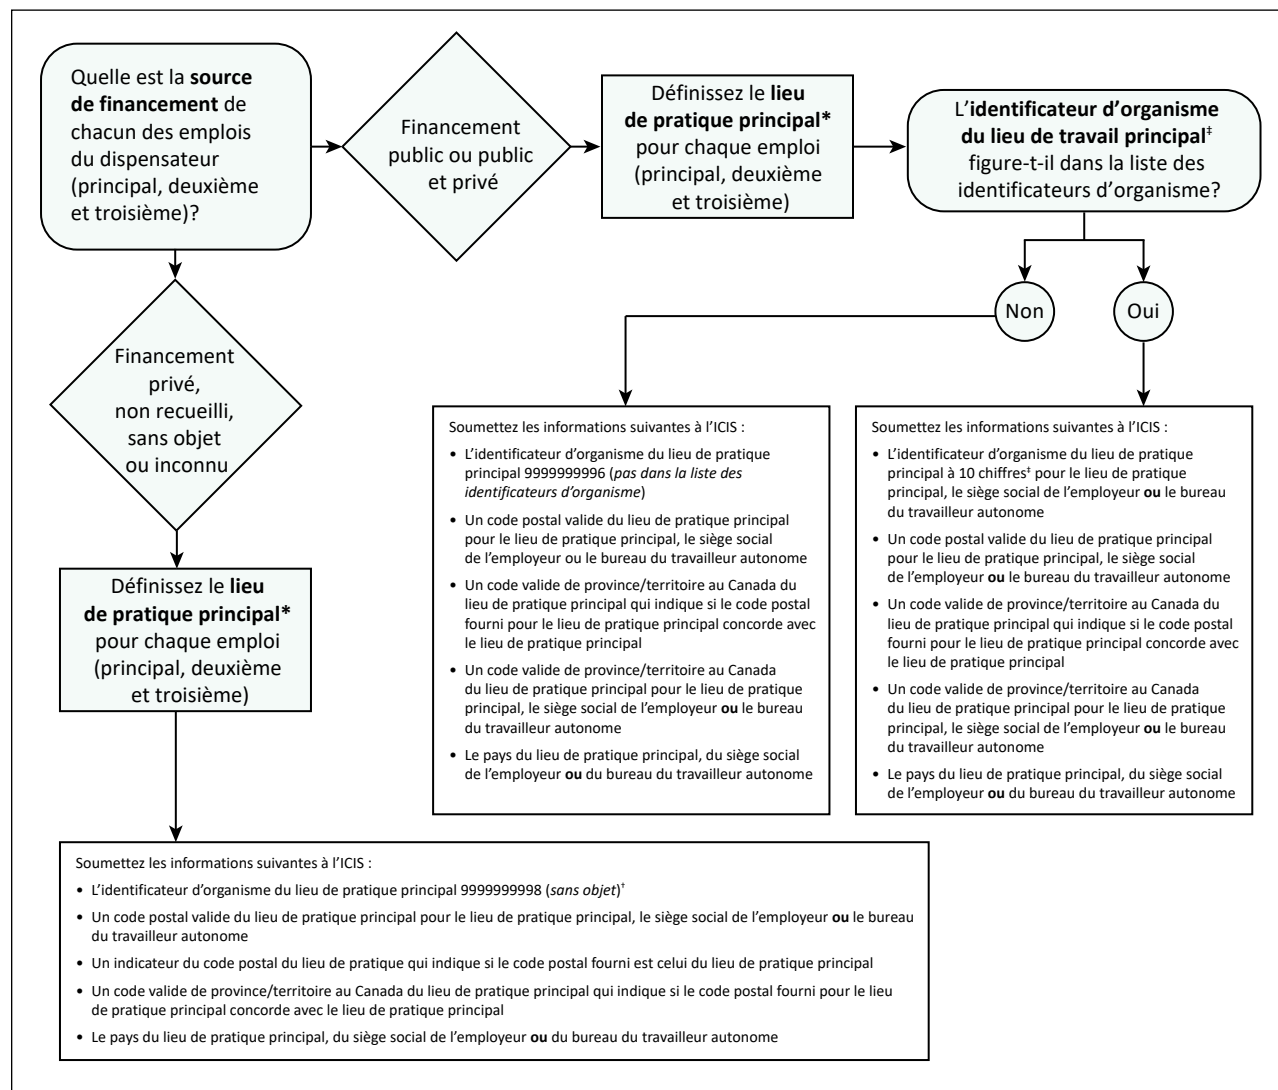 Quelle est la source
de financement de
chacun des emplois
du dispensateur
(principal, deuxième
et troisième)?
Financement
public ou public
et privé
Définissez le lieu
de pratique principal*
pour chaque emploi
(principal, deuxième
et troisième)
L’identificateur d’organisme
du lieu de travail principal‡
figure-t-il dans la liste des
identificateurs d’organisme?
Non
Oui
Financement
privé,
non recueilli,
sans objet
ou inconnu
Définissez le lieu
de pratique principal*
pour chaque emploi
(principal, deuxième
et troisième)
Soumettez les informations suivantes à l’ICIS :
• L’identificateur d’organisme du lieu de pratique
principal 9999999996 (pas dans la liste des
identificateurs d’organisme)
• Un code postal valide du lieu de pratique principal
pour le lieu de pratique principal, le siège social
de l’employeur ou le bureau du travailleur autonome
• Un code valide de province/territoire au Canada du
lieu de pratique principal qui indique si le code postal
fourni pour le lieu de pratique principal concorde avec
le lieu de pratique principal
• Un code valide de province/territoire au Canada
du lieu de pratique principal pour le lieu de pratique
principal, le siège social de l’employeur ou le bureau
du travailleur autonome
• Le pays du lieu de pratique principal, du siège social
de l’employeur ou du bureau du travailleur autonome
Soumettez les informations suivantes à l’ICIS :
• L’identificateur d’organisme du lieu de pratique
principal à 10 chiffres‡ pour le lieu de pratique
principal, le siège social de l’employeur ou le bureau
du travailleur autonome
• Un code postal valide du lieu de pratique principal
pour le lieu de pratique principal, le siège social
de l’employeur ou le bureau du travailleur autonome
• Un code valide de province/territoire au Canada du
lieu de pratique principal qui indique si le code postal
fourni pour le lieu de pratique principal concorde avec
le lieu de pratique principal
• Un code valide de province/territoire au Canada
du lieu de pratique principal pour le lieu de pratique
principal, le siège social de l’employeur ou le bureau
du travailleur autonome
• Le pays du lieu de pratique principal, du siège social
de l’employeur ou du bureau du travailleur autonome
Soumettez les informations suivantes à l’ICIS :
• L’identificateur d’organisme du lieu de pratique principal 9999999998 (sans objet)†
• Un code postal valide du lieu de pratique principal pour le lieu de pratique principal, le siège social de l’employeur ou le bureau
du travailleur autonome
• Un indicateur du code postal du lieu de pratique qui indique si le code postal fourni est celui du lieu de pratique principal
• Un code valide de province/territoire au Canada du lieu de pratique principal qui indique si le code postal fourni pour le lieu
de pratique principal concorde avec le lieu de pratique principal
• Le pays du lieu de pratique principal, du siège social de l’employeur ou du bureau du travailleur autonome